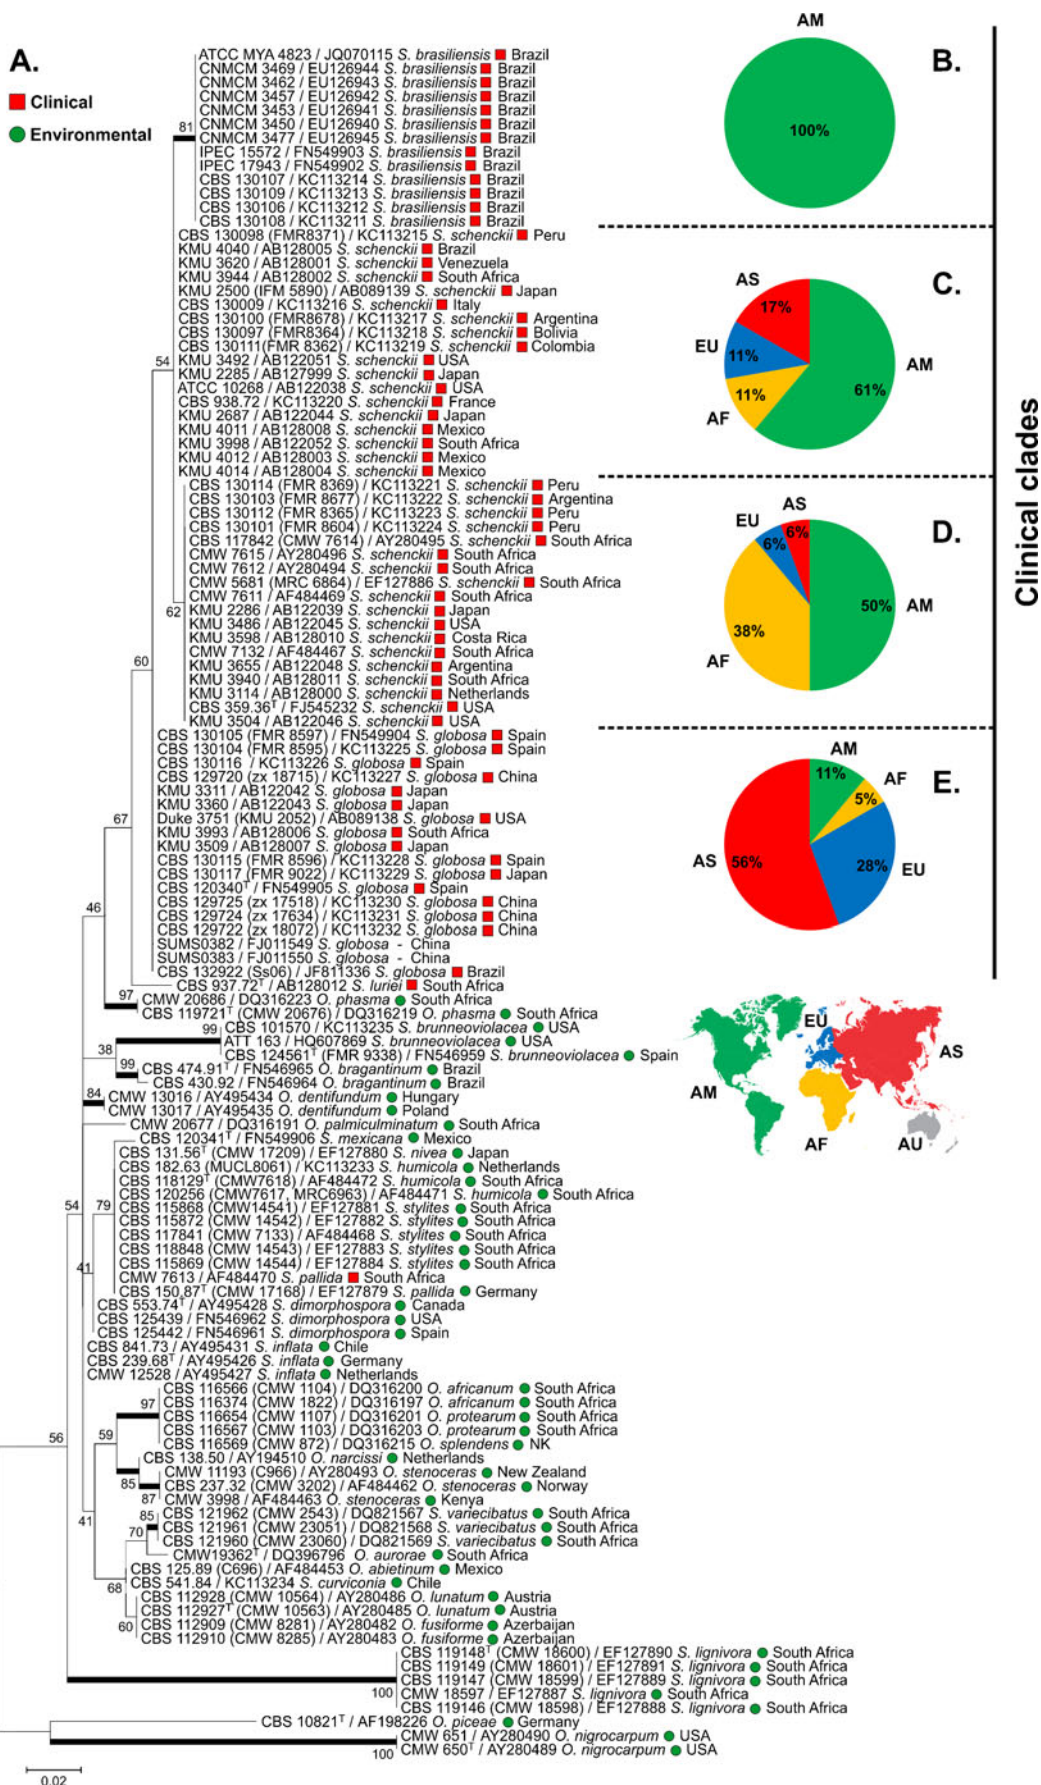 A.
Clinical
Environmental
ATCC MYA 4823 / JQ070115 S. brasiliensis Brazil
CNMCM 3469 / EU126944 S. brasiliensis Brazil
CNMCM 3462 / EU126943 S. brasiliensis Brazil
CNMCM 3457 / EU126942 S. brasiliensis Brazil
CNMCM 3453 / EU126941 S. brasiliensis Brazil
CNMCM 3450 / EU126940 S. brasiliensis Brazil
CNMCM 3477 / EU126945 S. brasiliensis Brazil
IPEC 15572 / FN549903 S. brasiliensis Brazil
IPEC 17943 / FN549902 S. brasiliensis Brazil
CBS 130107 / KC113214 S. brasiliensis Brazil
CBS 130109 / KC113213 S. brasiliensis Brazil
CBS 130106 / KC113212 S. brasiliensis Brazil
CBS 130108 / KC113211 S. brasiliensis Brazil
CBS 130098 (FMR8371) / KC113215 S. schenckii Peru
KMU 4040 / AB128005 S. schenckii Brazil
KMU 3620 / AB128001 S. schenckii Venezuela
KMU 3944 / AB128002 S. schenckii South Africa
KMU 2500 (IFM 5890) / AB089139 S. schenckii Japan
CBS 130009 / KC113216 S. schenckii Italy
CBS 130100 (FMR8678) / KC113217 S. schenckii Argentina
CBS 130097 (FMR8364) / KC113218 S. schenckii Bolivia
CBS 130111(FMR 8362) / KC113219 S. schenckii Colombia
KMU 3492 / AB122051 S. schenckii USA
KMU 2285 / AB127999 S. schenckii Japan
ATCC 10268 / AB122038 S. schenckii USA
CBS 938.72 / KC113220 S. schenckii France
KMU 2687 / AB122044 S. schenckii Japan
KMU 4011 / AB128008 S. schenckii Mexico
KMU 3998 / AB122052 S. schenckii South Africa
KMU 4012 / AB128003 S. schenckii Mexico
KMU 4014 / AB128004 S. schenckii Mexico
CBS 130114 (FMR 8369) / KC113221 S. schenckii Peru
CBS 130103 (FMR 8677) / KC113222 S. schenckii Argentina
CBS 130112 (FMR 8365) / KC113223 S. schenckii Peru
CBS 130101 (FMR 8604) / KC113224 S. schenckii Peru
CBS 117842 (CMW 7614) / AY280495 S. schenckii South Africa
CMW 7615 / AY280496 S. schenckii South Africa
CMW 7612 / AY280494 S. schenckii South Africa
CMW 5681 (MRC 6864) / EF127886 S. schenckii South Africa
CMW 7611 / AF484469 S. schenckii South Africa
KMU 2286 / AB122039 S. schenckii Japan
KMU 3486 / AB122045 S. schenckii USA
KMU 3598 / AB128010 S. schenckii Costa Rica
CMW 7132 / AF484467 S. schenckii South Africa
KMU 3655 / AB122048 S. schenckii Argentina
KMU 3940 / AB128011 S. schenckii South Africa
KMU 3114 / AB128000 S. schenckii Netherlands
CBS 359.36T / FJ545232 S. schenckii USA
KMU 3504 / AB122046 S. schenckii USA
CBS 130105 (FMR 8597) / FN549904 S. globosa Spain
CBS 130104 (FMR 8595) / KC113225 S. globosa Spain
CBS 130116 / KC113226 S. globosa Spain
CBS 129720 (zx 18715) / KC113227 S. globosa China
KMU 3311 / AB122042 S. globosa Japan
KMU 3360 / AB122043 S. globosa Japan
Duke 3751 (KMU 2052) / AB089138 S. globosa USA
KMU 3993 / AB128006 S. globosa South Africa
KMU 3509 / AB128007 S. globosa Japan
CBS 130115 (FMR 8596) / KC113228 S. globosa Spain
CBS 130117 (FMR 9022) / KC113229 S. globosa Japan
CBS 120340T / FN549905 S. globosa Spain
CBS 129725 (zx 17518) / KC113230 S. globosa China
CBS 129724 (zx 17634) / KC113231 S. globosa China
CBS 129722 (zx 18072) / KC113232 S. globosa China
SUMS0382 / FJ011549 S. globosa - China
SUMS0383 / FJ011550 S. globosa - China
CBS 132922 (Ss06) / JF811336 S. globosa Brazil
CBS 937.72T / AB128012 S. luriei South Africa
CMW 20686 / DQ316223 O. phasma South Africa
CBS 119721T (CMW 20676) / DQ316219 O. phasma South Africa
CBS 101570 / KC113235 S. brunneoviolacea USA
ATT 163 / HQ607869 S. brunneoviolacea USA
CBS 124561T (FMR 9338) / FN546959 S. brunneoviolacea Spain
CBS 474.91T / FN546965 O. bragantinum Brazil
CBS 430.92 / FN546964 O. bragantinum Brazil
CMW 13016 / AY495434 O. dentifundum Hungary
CMW 13017 / AY495435 O. dentifundum Poland
CMW 20677 / DQ316191 O. palmiculminatum South Africa
CBS 120341T / FN549906 S. mexicana Mexico
CBS 131.56T (CMW 17209) / EF127880 S. nivea Japan
CBS 182.63 (MUCL8061) / KC113233 S. humicola Netherlands
CBS 118129T (CMW7618) / AF484472 S. humicola South Africa
CBS 120256 (CMW7617, MRC6963) / AF484471 S. humicola South Africa
CBS 115868 (CMW14541) / EF127881 S. stylites South Africa
CBS 115872 (CMW 14542) / EF127882 S. stylites South Africa
CBS 117841 (CMW 7133) / AF484468 S. stylites South Africa
CBS 118848 (CMW 14543) / EF127883 S. stylites South Africa
CBS 115869 (CMW 14544) / EF127884 S. stylites South Africa
CMW 7613 / AF484470 S. pallida South Africa
CBS 150.87T (CMW 17168) / EF127879 S. pallida Germany
CBS 553.74T / AY495428 S. dimorphospora Canada
CBS 125439 / FN546962 S. dimorphospora USA
CBS 125442 / FN546961 S. dimorphospora Spain
CBS 841.73 / AY495431 S. inflata Chile
CBS 239.68T / AY495426 S. inflata Germany
CMW 12528 / AY495427 S. inflata Netherlands
CBS 116566 (CMW 1104) / DQ316200 O. africanum South Africa
CBS 116374 (CMW 1822) / DQ316197 O. africanum South Africa
CBS 116654 (CMW 1107) / DQ316201 O. protearum South Africa
CBS 116567 (CMW 1103) / DQ316203 O. protearum South Africa
CBS 116569 (CMW 872) / DQ316215 O. splendens NK
CBS 138.50 / AY194510 O. narcissi Netherlands
CMW 11193 (C966) / AY280493 O. stenoceras New Zealand
CBS 237.32 (CMW 3202) / AF484462 O. stenoceras Norway
CMW 3998 / AF484463 O. stenoceras Kenya
CBS 121962 (CMW 2543) / DQ821567 S. variecibatus South Africa
CBS 121961 (CMW 23051) / DQ821568 S. variecibatus South Africa
CBS 121960 (CMW 23060) / DQ821569 S. variecibatus South Africa
CMW19362T / DQ396796 O. aurorae South Africa
CBS 125.89 (C696) / AF484453 O. abietinum Mexico
CBS 541.84 / KC113234 S. curviconia Chile
CBS 112928 (CMW 10564) / AY280486 O. lunatum Austria
CBS 112927T (CMW 10563) / AY280485 O. lunatum Austria
CBS 112909 (CMW 8281) / AY280482 O. fusiforme Azerbaijan
CBS 112910 (CMW 8285) / AY280483 O. fusiforme Azerbaijan
CBS 119148T (CMW 18600) / EF127890 S. lignivora South Africa
CBS 119149 (CMW 18601) / EF127891 S. lignivora South Africa
CBS 119147 (CMW 18599) / EF127889 S. lignivora South Africa
CMW 18597 / EF127887 S. lignivora South Africa
CBS 119146 (CMW 18598) / EF127888 S. lignivora South Africa
CBS 10821T / AF198226 O. piceae Germany
CMW 651 / AY280490 O. nigrocarpum USA
CMW 650T / AY280489 O. nigrocarpum USA
81
54
62
60
67
46
97
99
38
99
84
54
79
41
97
56
59
85
87
41
85
70
68
60
100
100
0.02
B.
AM
100%
C.
AS
17%
EU
11%
AF
11%
AM
61%
D.
AS
6%
EU
6%
AF
38%
AM
50%
E.
AM
11%
AF
5%
EU
28%
AS
56%
Clinical clades
EU
AS
AM
AF
AU